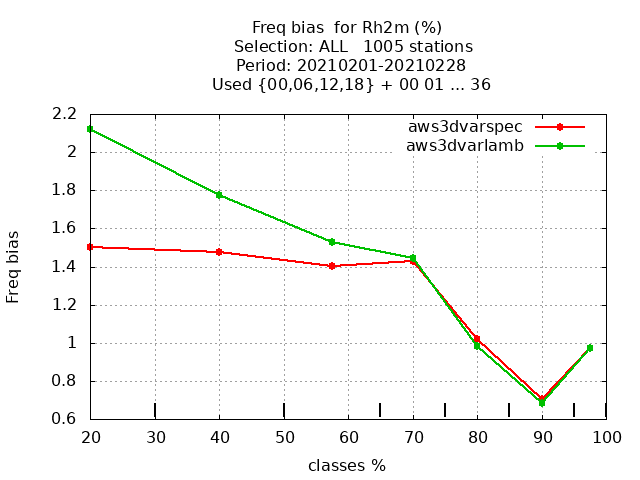 Freq bias  for Rh2m (%)
Selection: ALL   1005 stations
Period: 20210201-20210228
Used {00,06,12,18} + 00 01 ... 36
aws3dvarspec
aws3dvarlamb
Freq bias
2.2
2
1.8
1.6
1.4
1.2
1
0.8
0.6
20 30 40 50 60 70 80 90 100
classes %